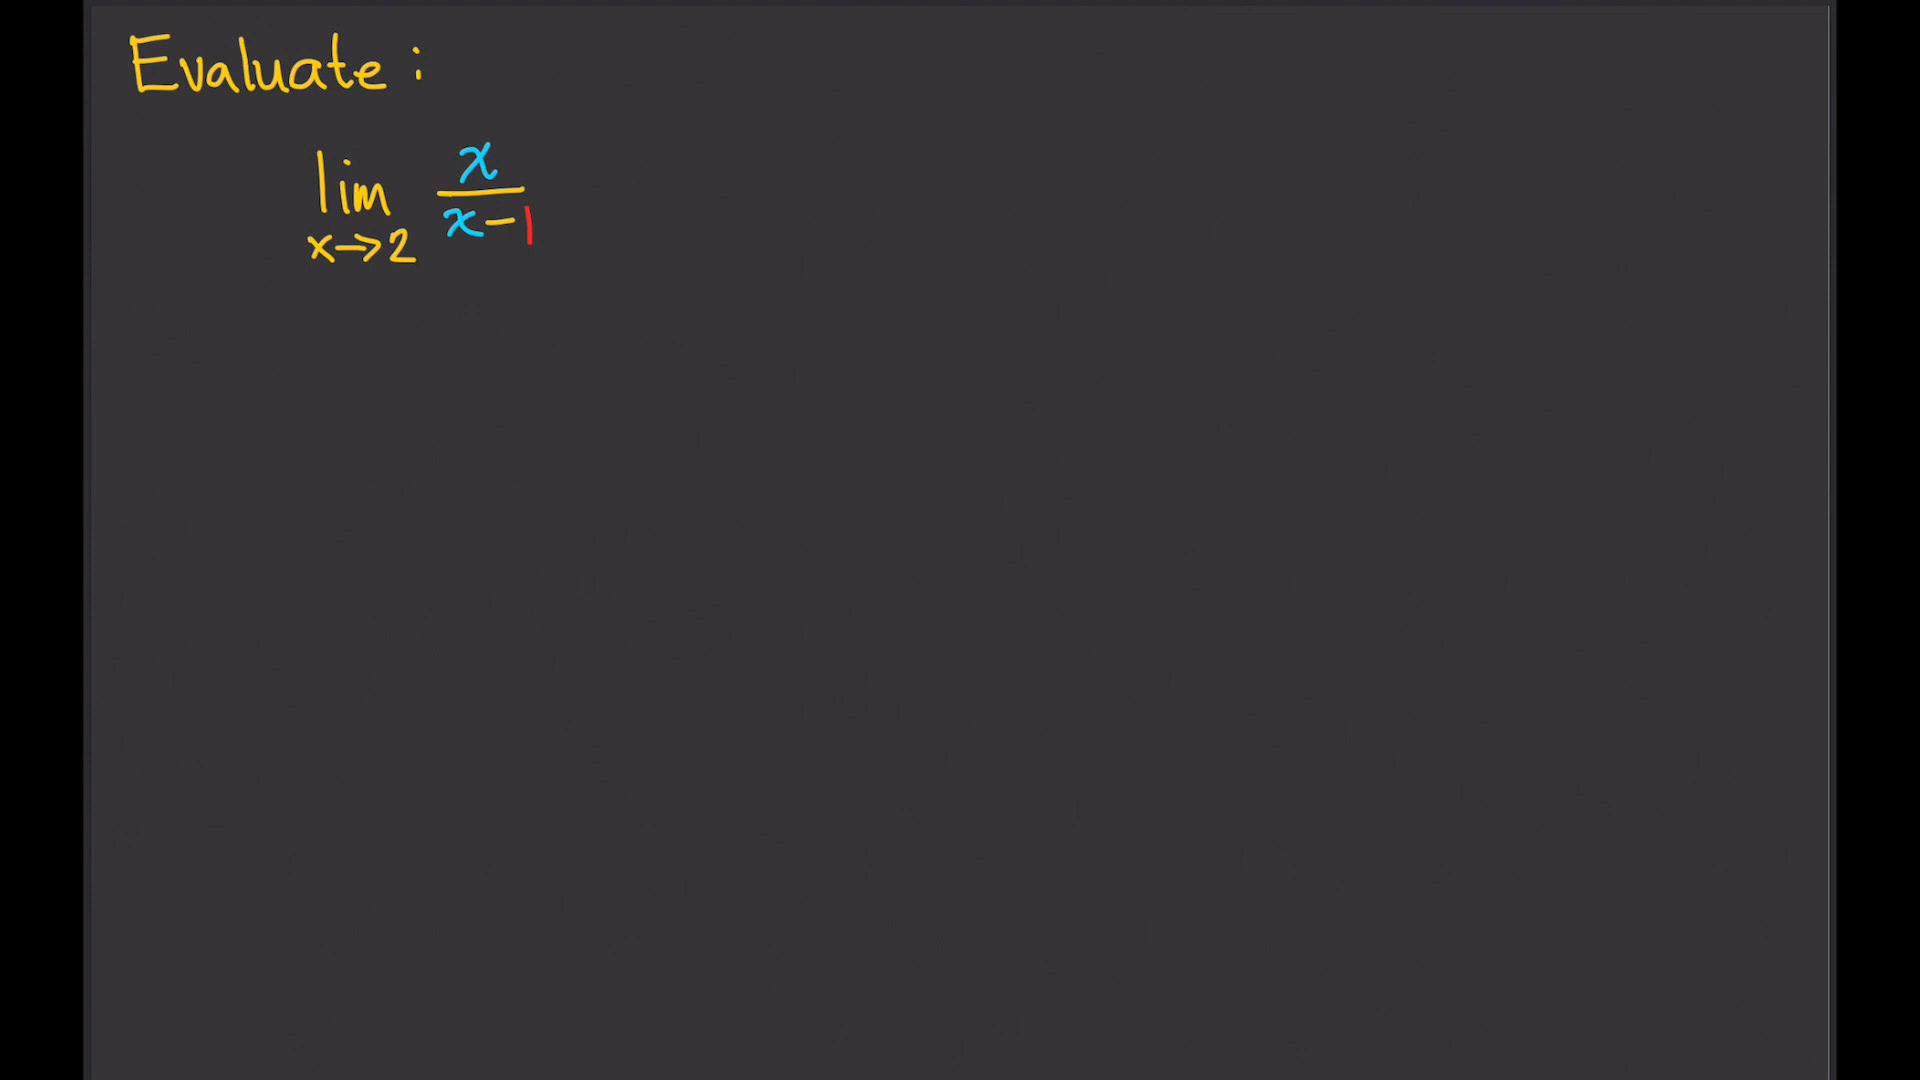 Evaluate :
lim x→2 x/(x-1)